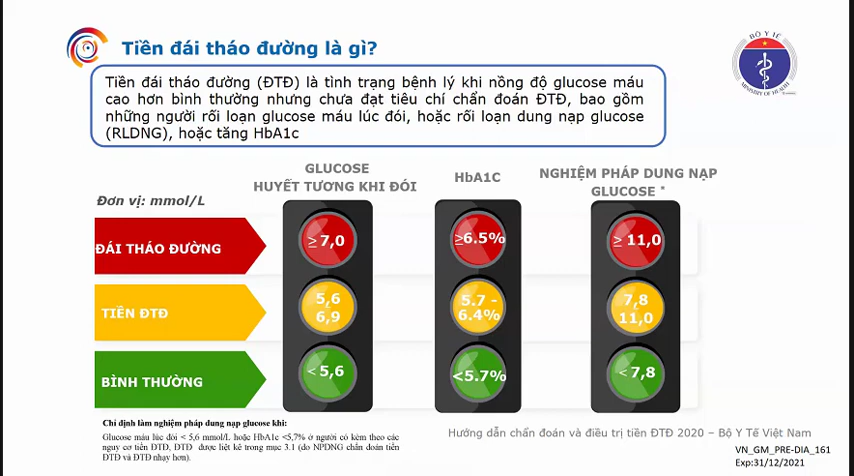 Tiền đái tháo đường là gì?
BỘ Y TẾ
MINISTRY OF HEALTH
Tiền đái tháo đường (ĐTĐ) là tình trạng bệnh lý khi nồng độ glucose máu
cao hơn bình thường nhưng chưa đạt tiêu chí chẩn đoán ĐTĐ, bao gồm
những người rối loạn glucose máu lúc đói, hoặc rối loạn dung nạp glucose
(RLDNG), hoặc tăng HbA1c
Đơn vị: mmol/L
GLUCOSE
HUYẾT TƯƠNG KHI ĐÓI
HbA1C
NGHIỆM PHÁP DUNG NẠP
GLUCOSE *
ĐÁI THÁO ĐƯỜNG
≥ 7,0
≥6.5%
≥ 11,0
TIỀN ĐTĐ
5,6
-
6,9
5.7 -
6.4%
7,8
-
11,0
BÌNH THƯỜNG
< 5,6
<5.7%
< 7,8
Chỉ định làm nghiệm pháp dung nạp glucose khi:
Glucose máu lúc đói < 5,6 mmol/L hoặc HbA1c <5,7% ở người có kèm theo các
nguy cơ tiền ĐTĐ, ĐTĐ được liệt kê trong mục 3.1 (do NPDNG chẩn đoán tiền
ĐTĐ và ĐTĐ nhạy hơn).
Hướng dẫn chẩn đoán và điều trị tiền ĐTĐ 2020 – Bộ Y Tế Việt Nam
VN_GM_PRE-DIA_161
Exp:31/12/2021